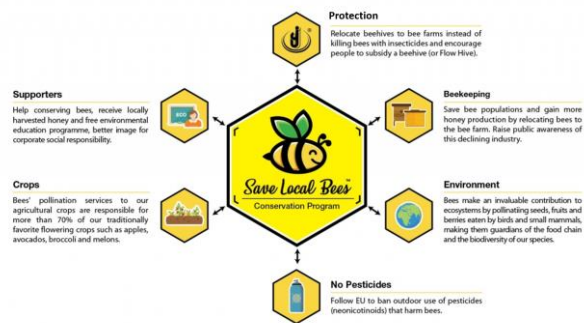 Protection
Relocate beehives to bee farms instead of
killing bees with insecticides and encourage
people to subsidy a beehive (or Flow Hive).
Supporters
Help conserving bees, receive locally
harvested honey and free environmental
education programme, better image for
corporate social responsibility.
BEE
Beekeeping
Save bee populations and gain more
honey production by relocating bees to
the bee farm. Raise public awareness of
this declining industry.
Save Local Bees™
Conservation Program
Crops
Bees' pollination services to our
agricultural crops are responsible for
more than 70% of our traditionally
favorite flowering crops such as apples,
avocados, broccoli and melons.
Environment
Bees make an invaluable contribution to
ecosystems by pollinating seeds, fruits and
berries eaten by birds and small mammals,
making them guardians of the food chain
and the biodiversity of our species.
No Pesticides
Follow EU to ban outdoor use of pesticides
(neonicotinoids) that harm bees.